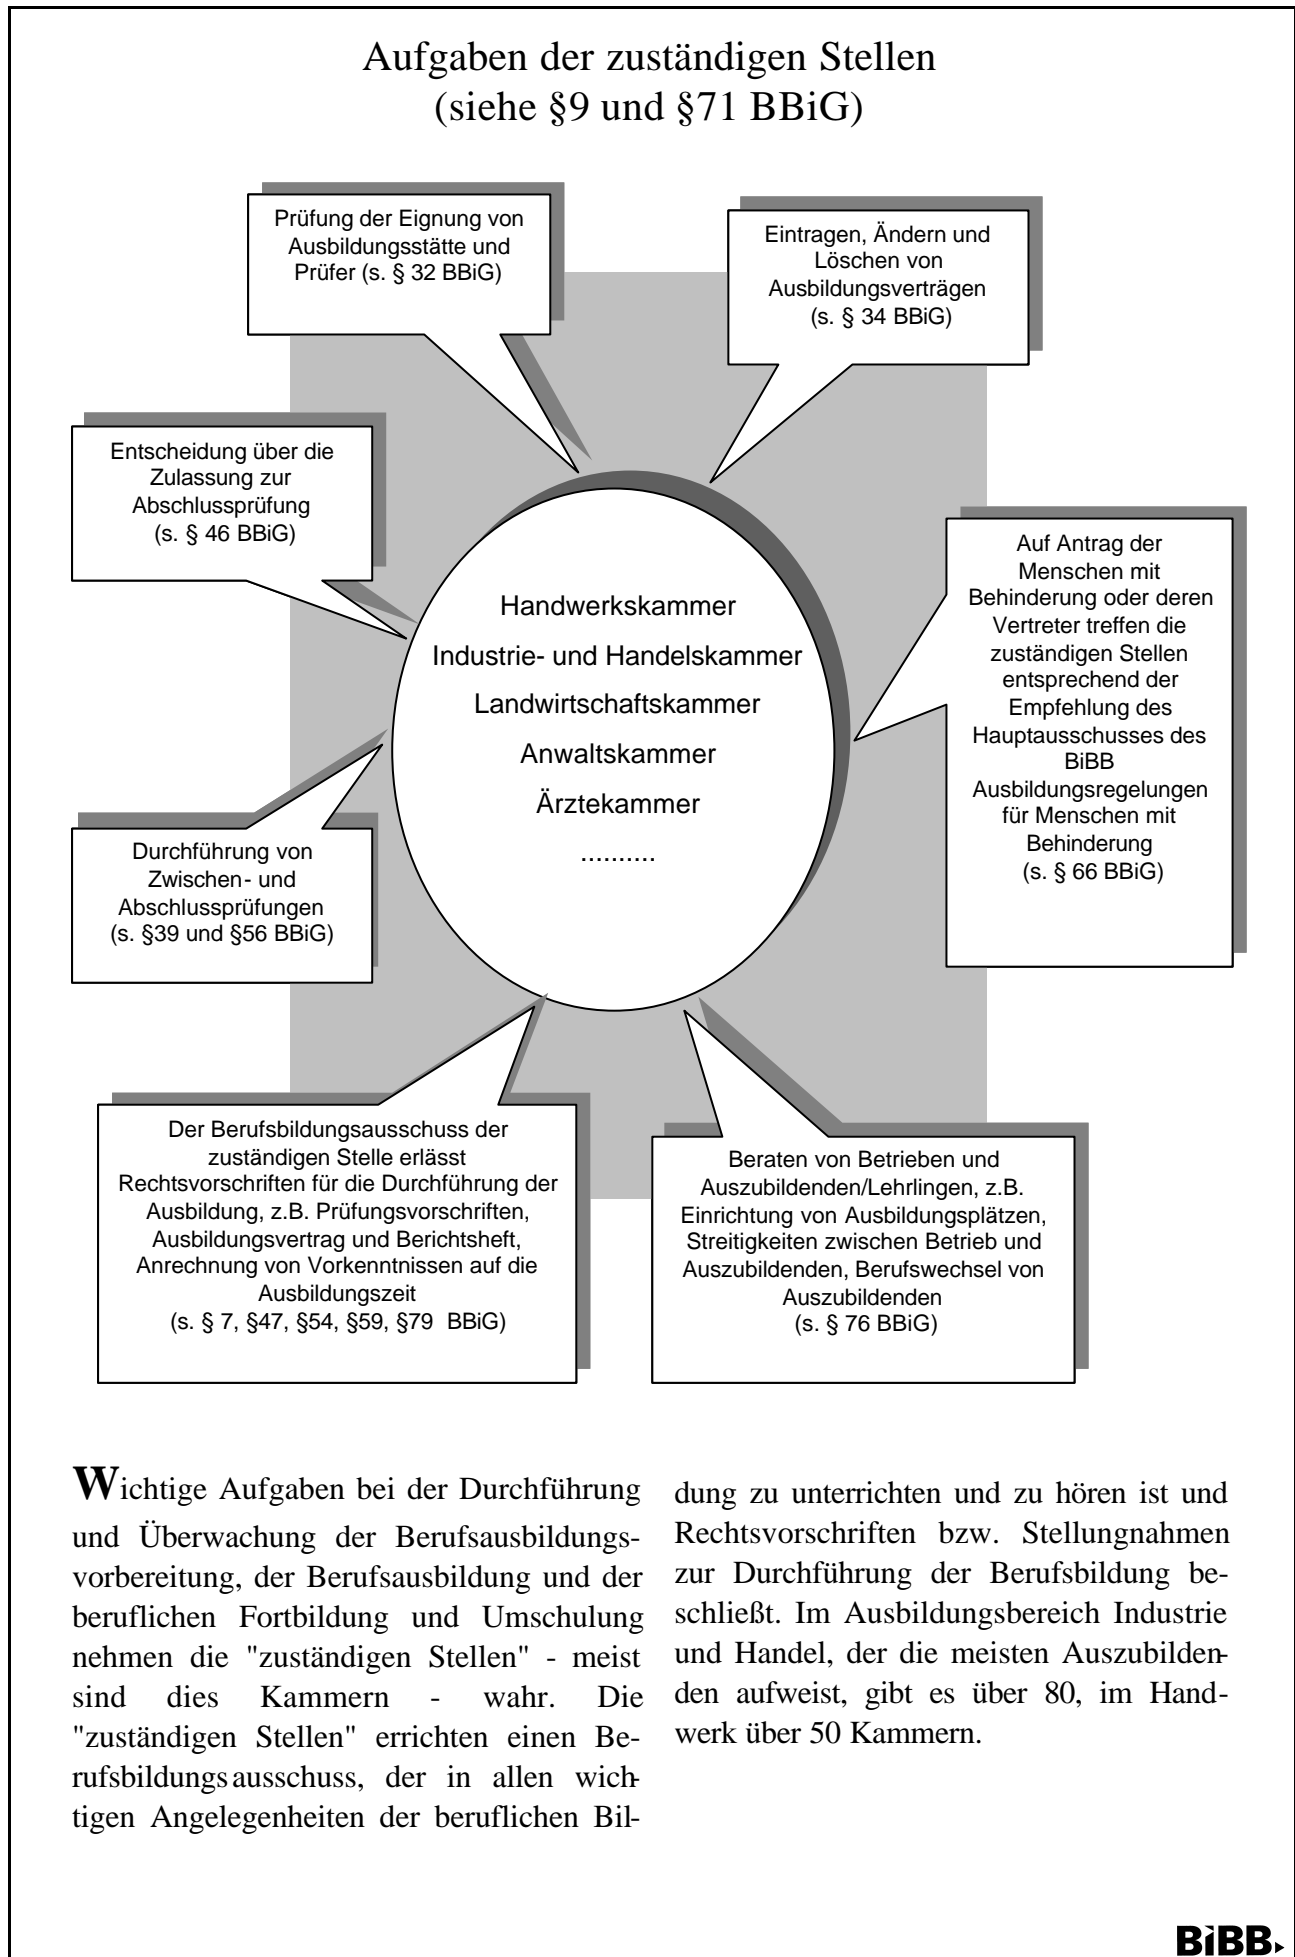 Aufgaben der zuständigen Stellen
(siehe §9 und §71 BBiG)
Prüfung der Eignung von
Ausbildungsstätte und
Prüfer (s. § 32 BBiG)
Eintragen, Ändern und
Löschen von
Ausbildungsverträgen
(s. § 34 BBiG)
Entscheidung über die
Zulassung zur
Abschlussprüfung
(s. § 46 BBiG)
Auf Antrag der
Menschen mit
Behinderung oder deren
Vertreter treffen die
zuständigen Stellen
entsprechend der
Empfehlung des
Hauptausschusses des
BiBB
Ausbildungsregelungen
für Menschen mit
Behinderung
(s. § 66 BBiG)
Handwerkskammer
Industrie- und Handelskammer
Landwirtschaftskammer
Anwaltskammer
Ärztekammer
..........
Durchführung von
Zwischen- und
Abschlussprüfungen
(s. §39 und §56 BBiG)
Der Berufsbildungsausschuss der
zuständigen Stelle erlässt
Rechtsvorschriften für die Durchführung der
Ausbildung, z.B. Prüfungsvorschriften,
Ausbildungsvertrag und Berichtsheft,
Anrechnung von Vorkenntnissen auf die
Ausbildungszeit
(s. § 7, §47, §54, §59, §79 BBiG)
Beraten von Betrieben und
Auszubildenden/Lehrlingen, z.B.
Einrichtung von Ausbildungsplätzen,
Streitigkeiten zwischen Betrieb und
Auszubildenden, Berufswechsel von
Auszubildenden
(s. § 76 BBiG)
Wichtige Aufgaben bei der Durchführung
und Überwachung der Berufsausbildungs-
vorbereitung, der Berufsausbildung und der
beruflichen Fortbildung und Umschulung
nehmen die "zuständigen Stellen" - meist
sind dies Kammern - wahr. Die
"zuständigen Stellen" errichten einen Be-
rufsbildungsausschuss, der in allen wich-
tigen Angelegenheiten der beruflichen Bil-
dung zu unterrichten und zu hören ist und
Rechtsvorschriften bzw. Stellungnahmen
zur Durchführung der Berufsbildung be-
schließt. Im Ausbildungsbereich Industrie
und Handel, der die meisten Auszubilden-
den aufweist, gibt es über 80, im Hand-
werk über 50 Kammern.
BiBB